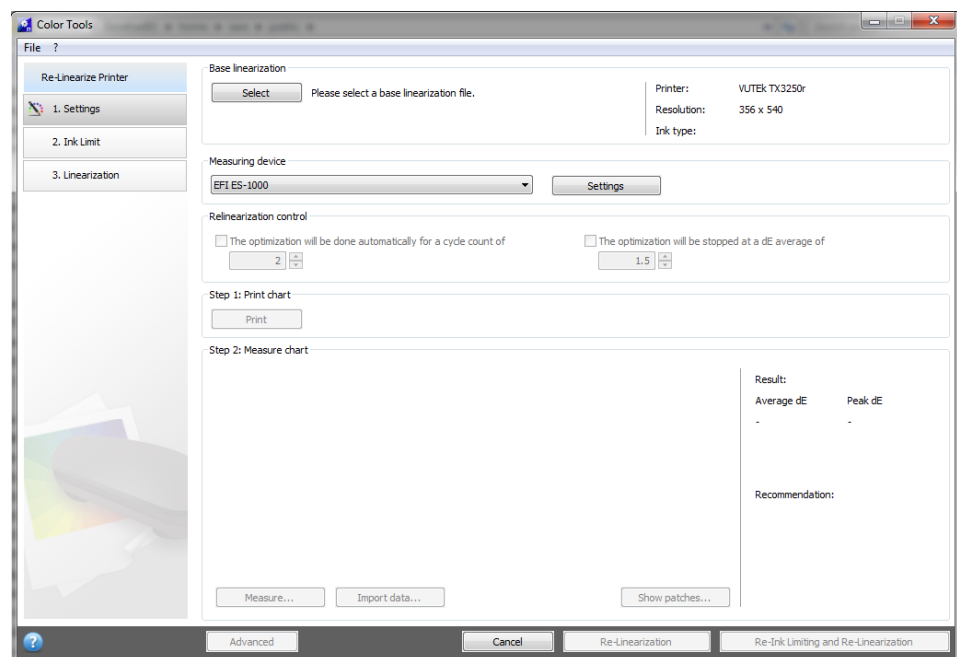 Color Tools
File ?
Re-Linearize Printer
1. Settings
2. Ink Limit
3. Linearization
Base linearization
Select Please select a base linearization file.
Printer: VUTEk TX3250r
Resolution: 356 x 540
Ink type:
Measuring device
EFI ES-1000 Settings
Relinearization control
The optimization will be done automatically for a cycle count of
2
The optimization will be stopped at a dE average of
1.5
Step 1: Print chart
Print
Step 2: Measure chart
Result:
Average dE Peak dE
- -
Recommendation:
Measure... Import data... Show patches...
? Advanced Cancel Re-Linearization Re-Ink Limiting and Re-Linearization